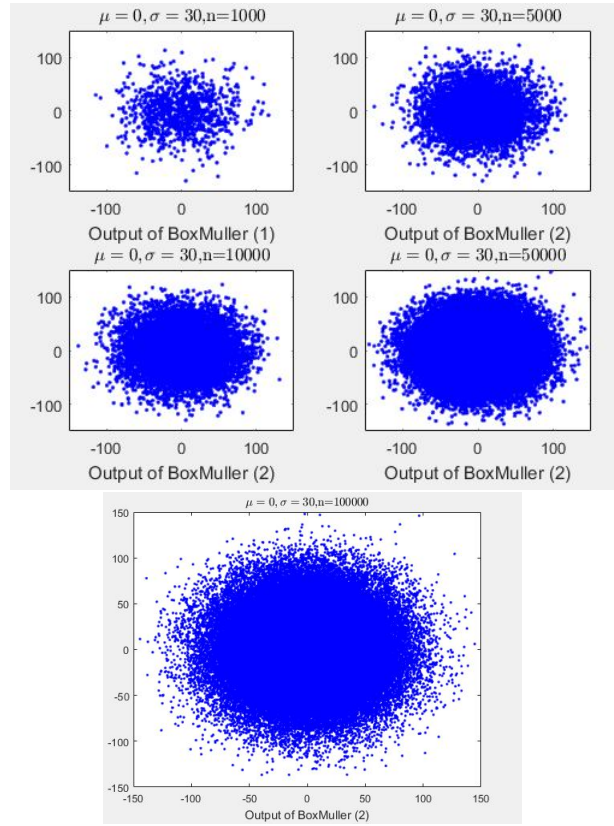 μ = 0, σ = 30,n=1000
100
0
-100
-100 0 100
Output of BoxMuller (1)
μ = 0, σ = 30,n=5000
100
0
-100
-100 0 100
Output of BoxMuller (2)
μ = 0, σ = 30,n=10000
100
0
-100
-100 0 100
Output of BoxMuller (2)
μ = 0, σ = 30,n=50000
100
0
-100
-100 0 100
Output of BoxMuller (2)
μ = 0, σ = 30,n=100000
150
100
50
0
-50
-100
-150
-150 -100 -50 0 50 100 150
Output of BoxMuller (2)